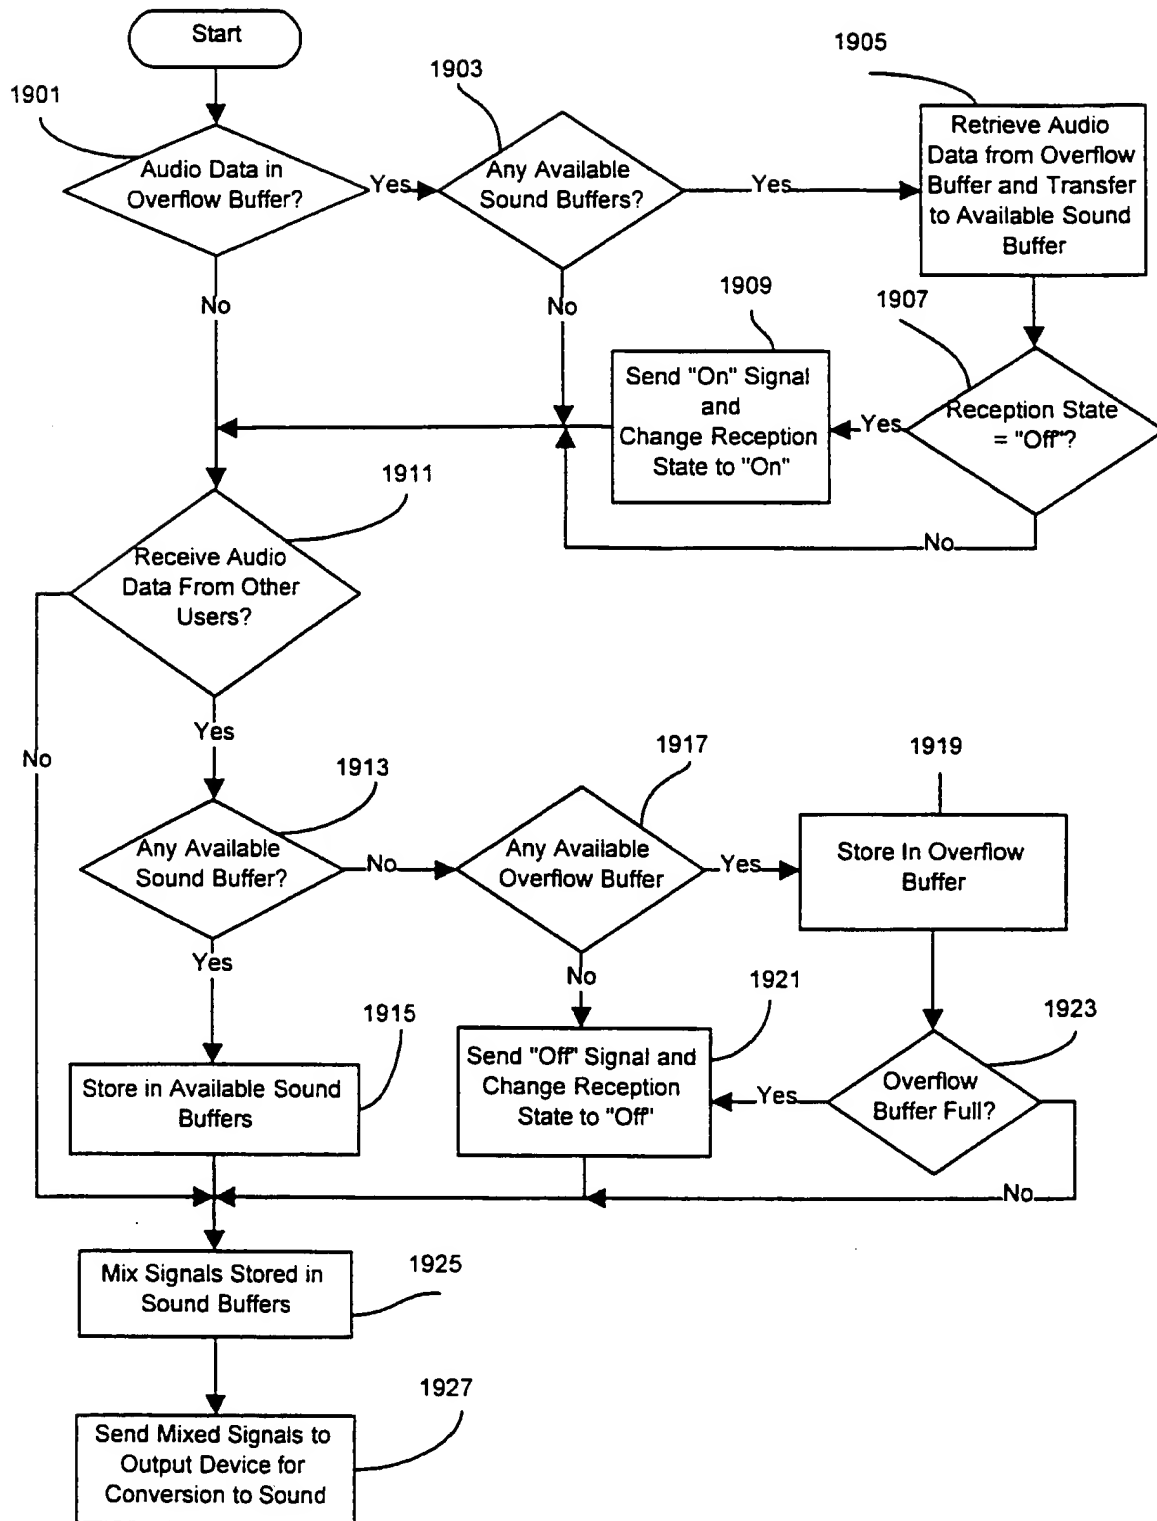 Start
1901
1903
1905
Audio Data in
Overflow Buffer?
Yes
Any Available
Sound Buffers?
Yes
Retrieve Audio
Data from Overflow
Buffer and Transfer
to Available Sound
Buffer
No
No
1909
1907
Send "On" Signal
and
Change Reception
State to "On"
Yes
Reception State
= "Off"?
No
1911
Receive Audio
Data From Other
Users?
No
Yes
1913
1917
1919
Any Available
Sound Buffer?
No
Any Available
Overflow Buffer
Yes
Store In Overflow
Buffer
Yes
No
1915
1921
1923
Store in Available Sound
Buffers
Send "Off" Signal and
Change Reception
State to "Off"
Yes
Overflow
Buffer Full?
No
1925
Mix Signals Stored in
Sound Buffers
1927
Send Mixed Signals to
Output Device for
Conversion to Sound